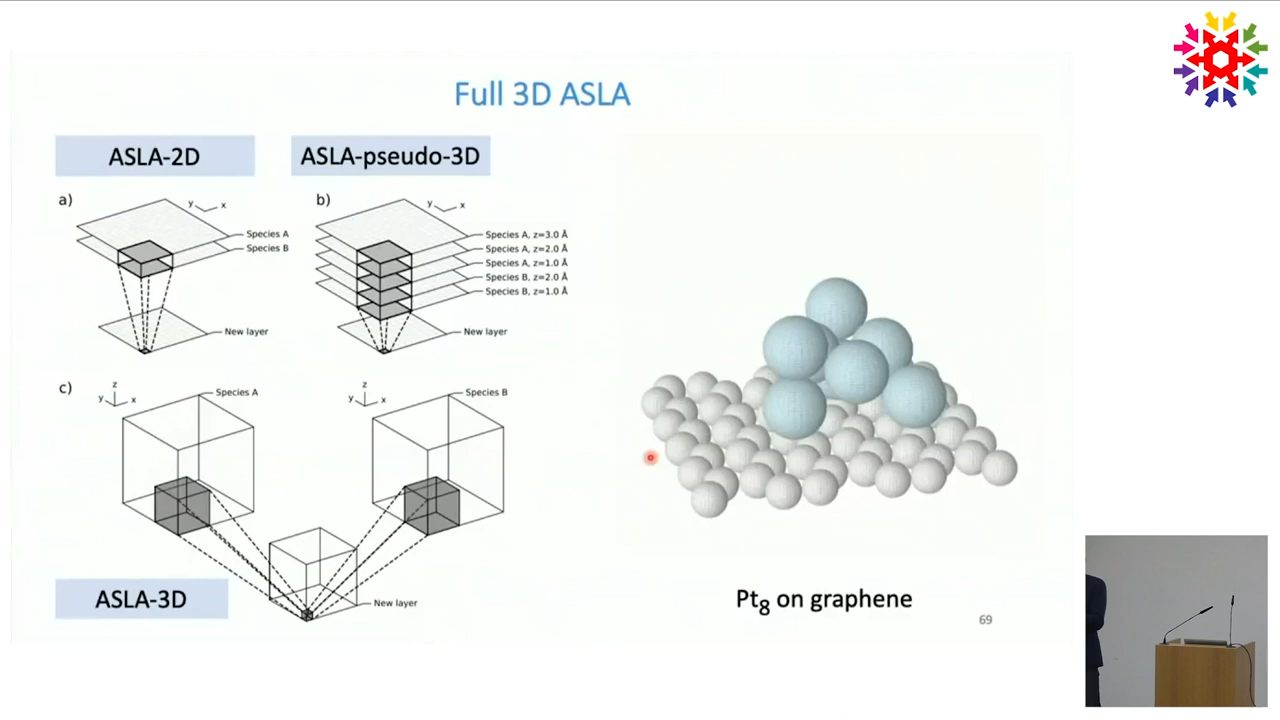 Full 3D ASLA
ASLA-2D
ASLA-pseudo-3D
a)
y
x
Species A
Species B
New layer
b)
y
x
Species A, z=3.0 Å
Species A, z=2.0 Å
Species A, z=1.0 Å
Species B, z=2.0 Å
Species B, z=1.0 Å
New layer
c)
z
y
x
Species A
z
y
x
Species B
New layer
ASLA-3D
Pt8 on graphene
69